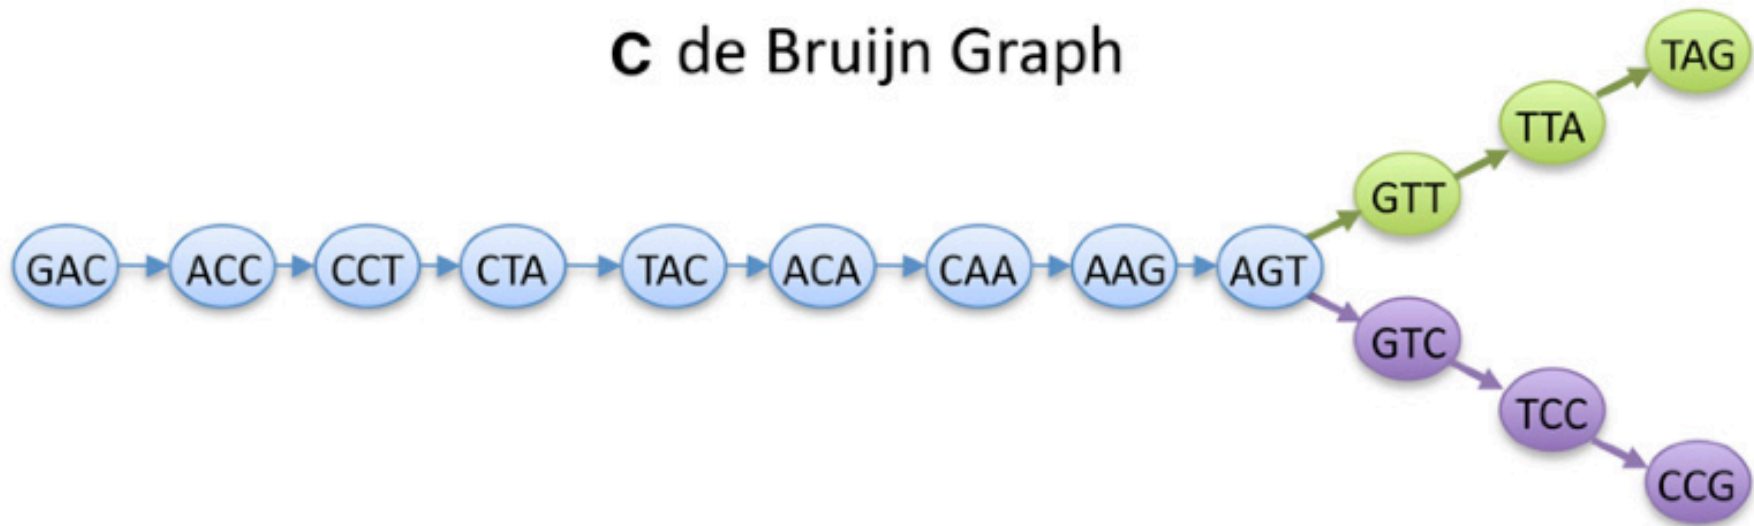 C de Bruijn Graph
TAG
TTA
GTT
GAC ACC CCT CTA TAC ACA CAA AAG AGT
GTC
TCC
CCG